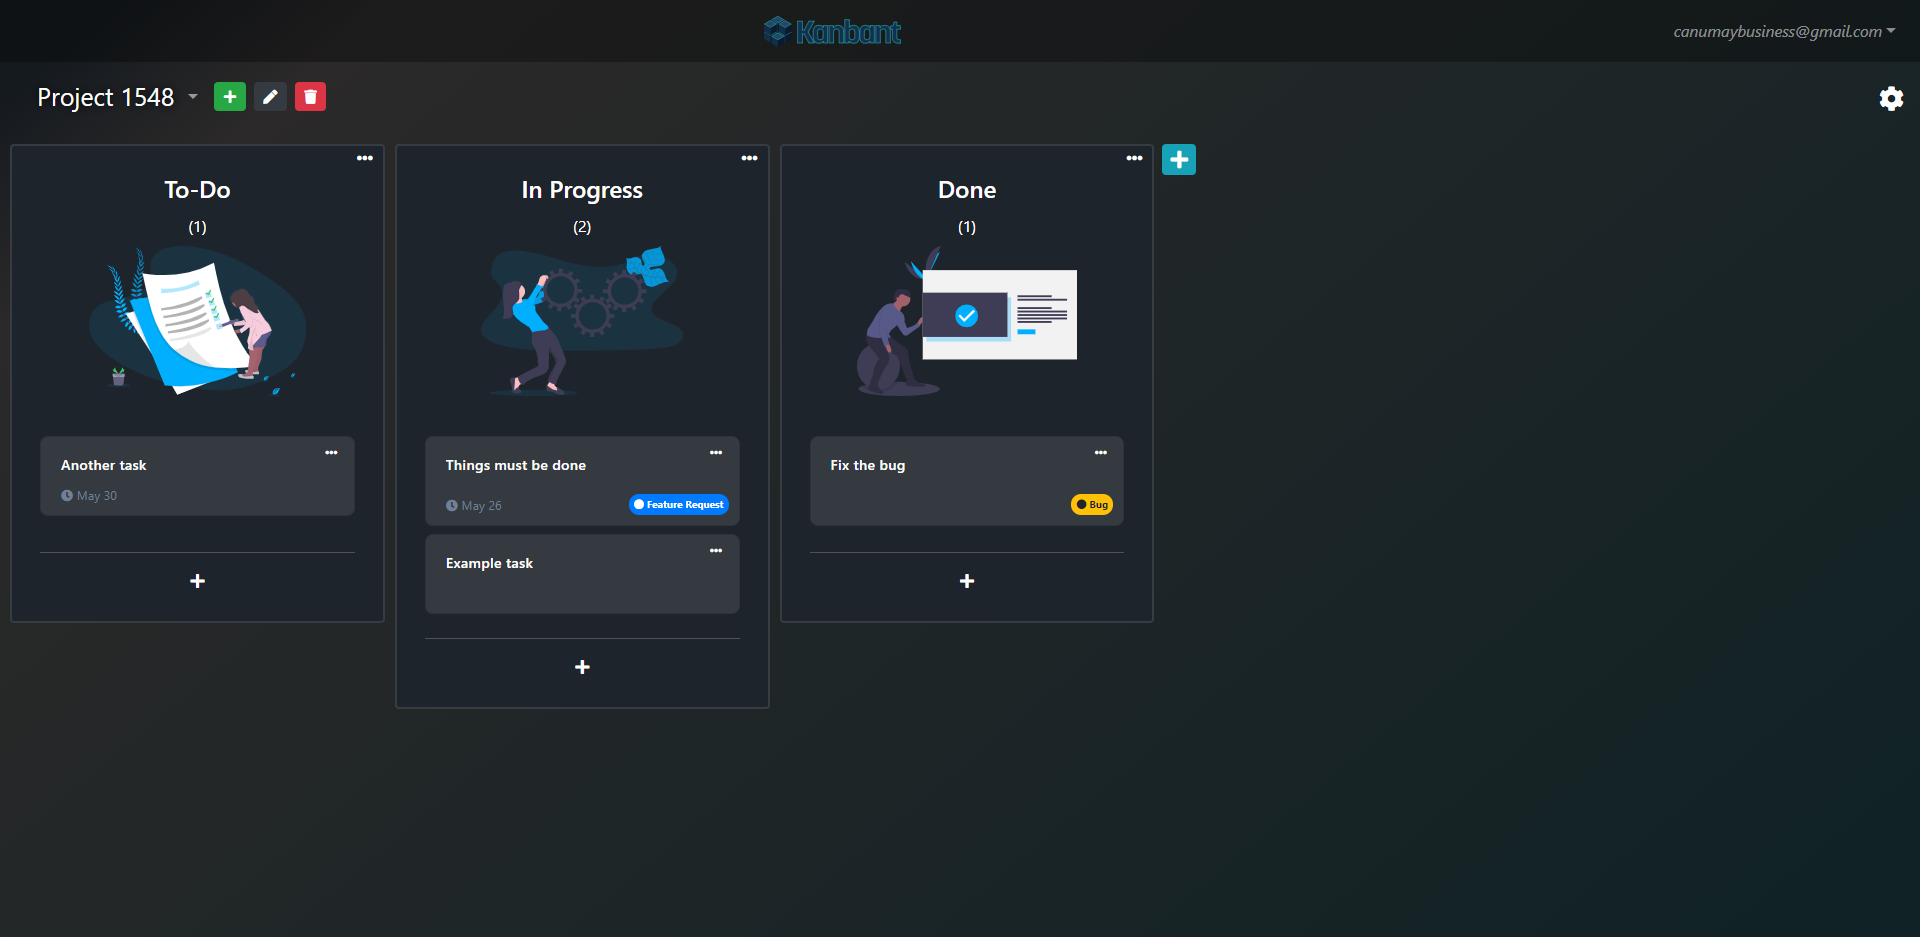 Kanbant
canumaybusiness@gmail.com
Project 1548
To-Do
(1)
Another task
May 30
In Progress
(2)
Things must be done
May 26
Feature Request
Example task
Done
(1)
Fix the bug
Bug